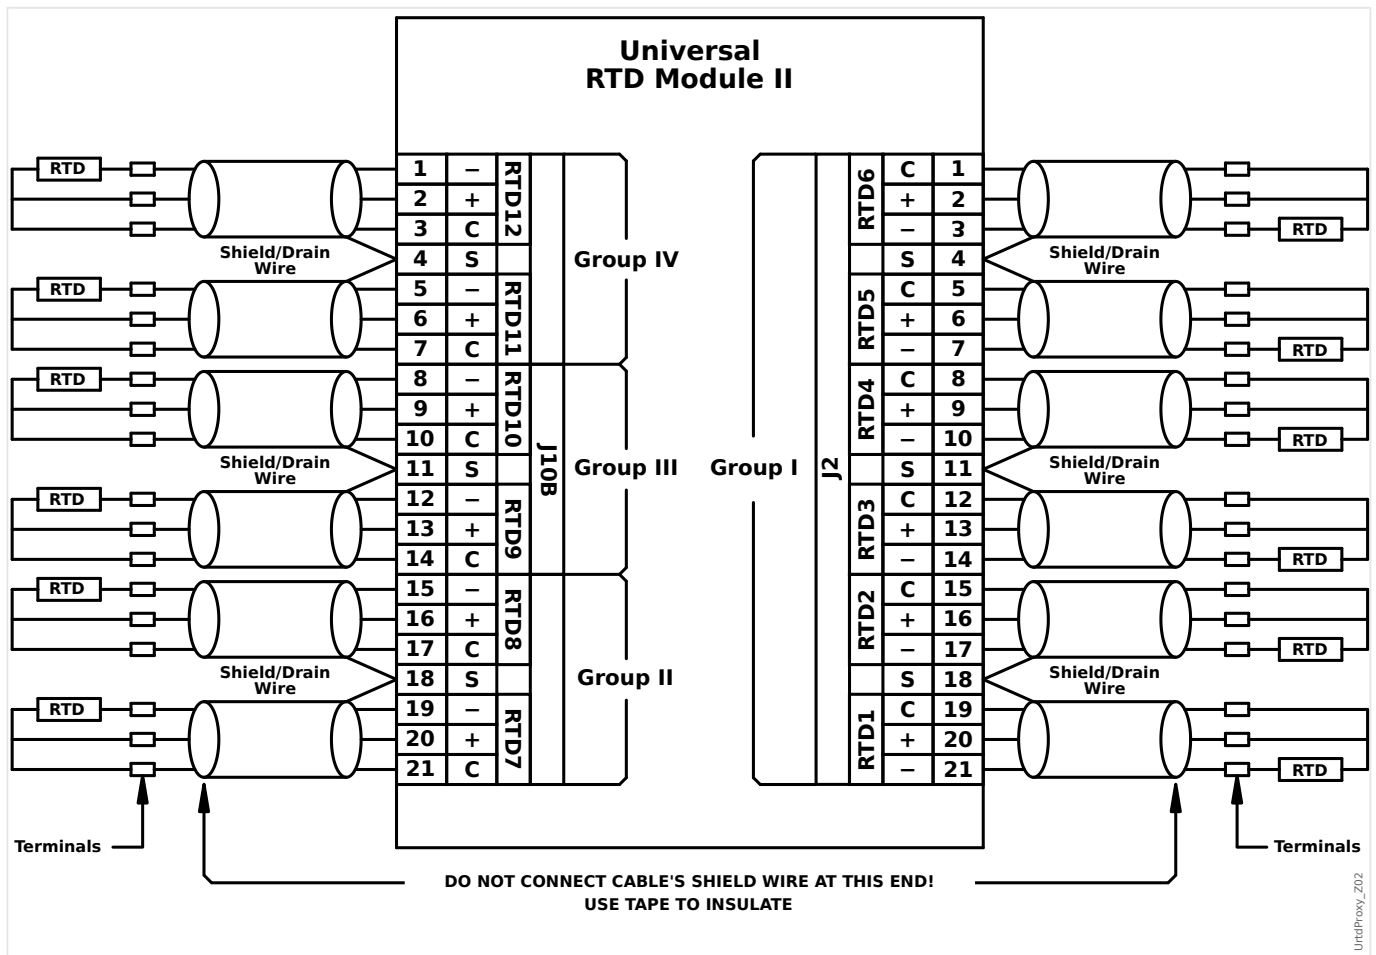 Universal
RTD Module II
RTD 1 − C 1 RTD
2 + + 2
3 C − 3 RTD
RTD12 RTD6
Shield/Drain 4 S S 4 Shield/Drain
Wire Group IV Wire
RTD 5 − C 5
6 + + 6
7 C − 7 RTD
RTD11 RTD5
RTD 8 − C 8
9 + + 9
10 C − 10 RTD
RTD10 RTD4
Shield/Drain 11 S S 11 Shield/Drain
Wire J10B Group III Group I J2 Wire
RTD 12 − C 12
13 + + 13
14 C − 14 RTD
RTD9 RTD3
RTD 15 − C 15
16 + + 16
17 C − 17 RTD
RTD8 RTD2
Shield/Drain 18 S S 18 Shield/Drain
Wire Group II Wire
RTD 19 − C 19
20 + + 20
21 C − 21 RTD
RTD7 RTD1
Terminals Terminals
DO NOT CONNECT CABLE'S SHIELD WIRE AT THIS END!
USE TAPE TO INSULATE
UrtdProxy_Z02